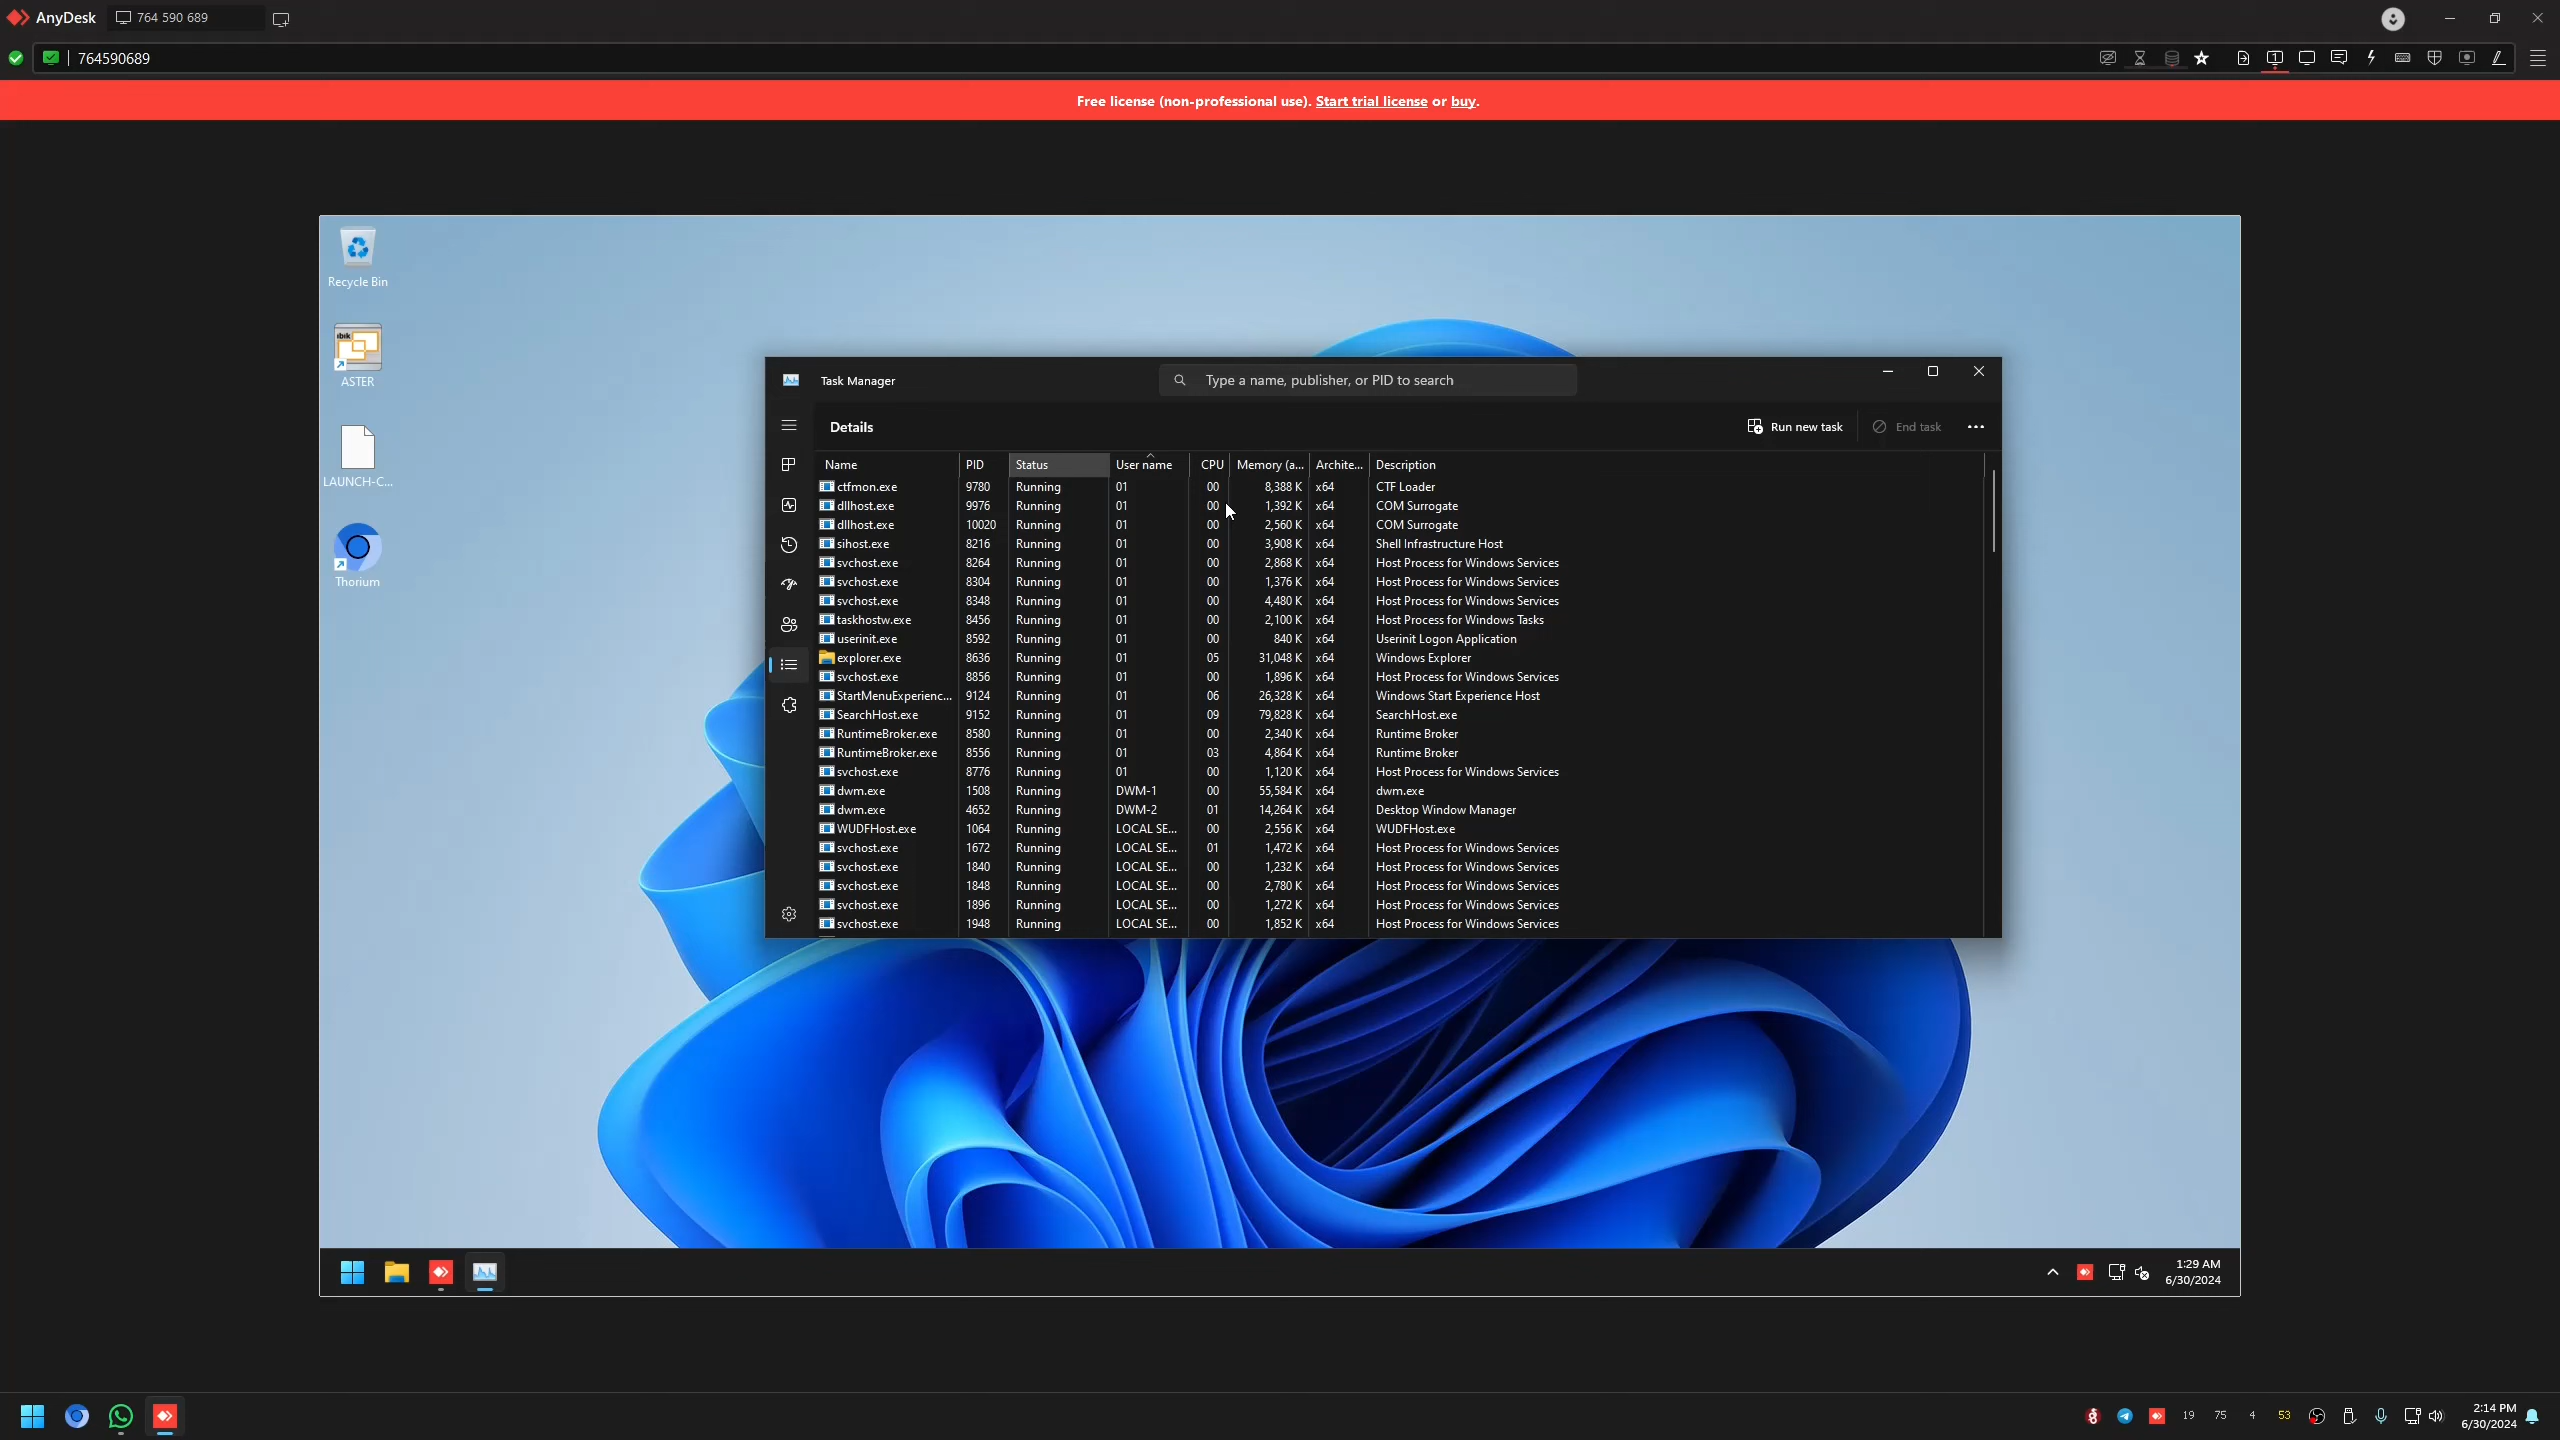 AnyDesk 764 590 689
764590689
Free license (non-professional use). Start trial license or buy.
Recycle Bin
ibik
ASTER
LAUNCH-C...
Thorium
Task Manager
Type a name, publisher, or PID to search
Details Run new task End task
Name PID Status User name CPU Memory (a... Archite... Description
ctfmon.exe 9780 Running 01 00 8,388 K x64 CTF Loader
dllhost.exe 9976 Running 01 00 1,392 K x64 COM Surrogate
dllhost.exe 10020 Running 01 00 2,560 K x64 COM Surrogate
sihost.exe 8216 Running 01 00 3,908 K x64 Shell Infrastructure Host
svchost.exe 8264 Running 01 00 2,868 K x64 Host Process for Windows Services
svchost.exe 8304 Running 01 00 1,376 K x64 Host Process for Windows Services
svchost.exe 8348 Running 01 00 4,480 K x64 Host Process for Windows Services
taskhostw.exe 8456 Running 01 00 2,100 K x64 Host Process for Windows Tasks
userinit.exe 8592 Running 01 00 840 K x64 Userinit Logon Application
explorer.exe 8636 Running 01 05 31,048 K x64 Windows Explorer
svchost.exe 8856 Running 01 00 1,896 K x64 Host Process for Windows Services
StartMenuExperienc... 9124 Running 01 06 26,328 K x64 Windows Start Experience Host
SearchHost.exe 9152 Running 01 09 79,828 K x64 SearchHost.exe
RuntimeBroker.exe 8580 Running 01 00 2,340 K x64 Runtime Broker
RuntimeBroker.exe 8556 Running 01 03 4,864 K x64 Runtime Broker
svchost.exe 8776 Running 01 00 1,120 K x64 Host Process for Windows Services
dwm.exe 1508 Running DWM-1 00 55,584 K x64 dwm.exe
dwm.exe 4652 Running DWM-2 01 14,264 K x64 Desktop Window Manager
WUDFHost.exe 1064 Running LOCAL SE... 00 2,556 K x64 WUDFHost.exe
svchost.exe 1672 Running LOCAL SE... 01 1,472 K x64 Host Process for Windows Services
svchost.exe 1840 Running LOCAL SE... 00 1,232 K x64 Host Process for Windows Services
svchost.exe 1848 Running LOCAL SE... 00 2,780 K x64 Host Process for Windows Services
svchost.exe 1896 Running LOCAL SE... 00 1,272 K x64 Host Process for Windows Services
svchost.exe 1948 Running LOCAL SE... 00 1,852 K x64 Host Process for Windows Services
1:29 AM
6/30/2024
19 75 4 53
2:14 PM
6/30/2024